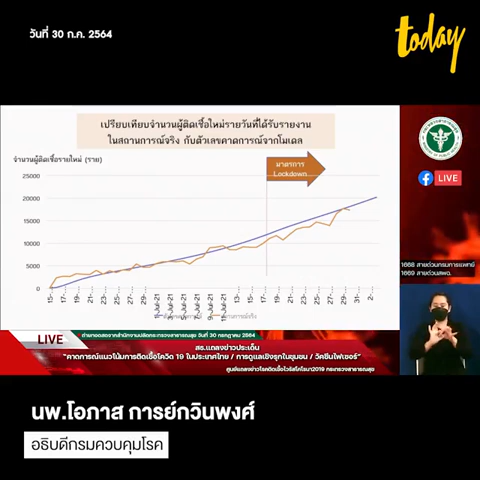 วันที่ 30 ก.ค. 2564
today
เปรียบเทียบจำนวนผู้ติดเชื้อใหม่รายวันที่ได้รับรายงาน
ในสถานการณ์จริง กับตัวเลขคาดการณ์จากโมเดล
จำนวนผู้ติดเชื้อรายใหม่ (ราย)
มาตรการ
Lockdown
25000
20000
15000
10000
5000
0
LIVE
1668 สายด่วนกรมการแพทย์
1669 สายด่วนสพฉ.
ถ่ายทอดสดจากสำนักงานปลัดกระทรวงสาธารณสุข วันที่ 30 กรกฎาคม 2564
LIVE
สธ.แถลงข่าวประเด็น
"คาดการณ์แนวโน้มการติดเชื้อโควิด 19 ในประเทศไทย / การดูแลเชิงรุกในชุมชน / วัคซีนไฟเซอร์"
ศูนย์แถลงข่าวโรคติดเชื้อไวรัสโคโรนา2019 กระทรวงสาธารณสุข
นพ.โอภาส การย์กวินพงศ์
อธิบดีกรมควบคุมโรค